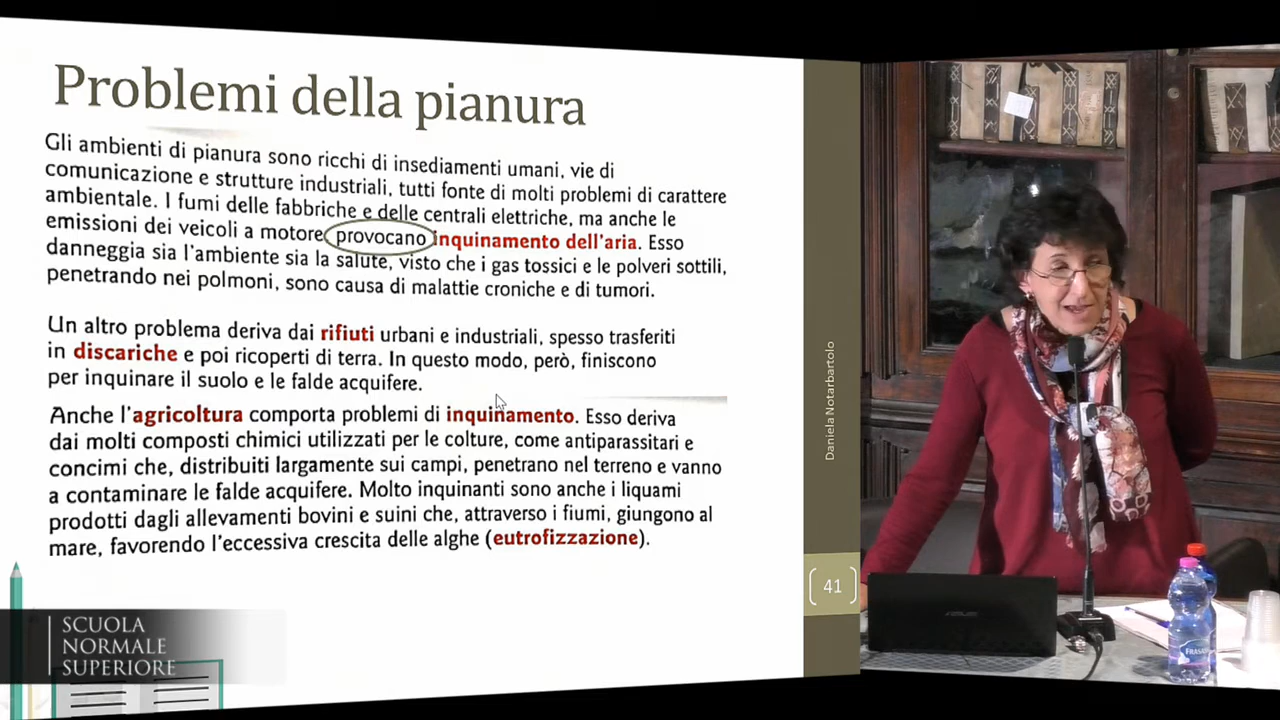 Problemi della pianura
Gli ambienti di pianura sono ricchi di insediamenti umani, vie di
comunicazione e strutture industriali, tutti fonte di molti problemi di carattere
ambientale. I fumi delle fabbriche e delle centrali elettriche, ma anche le
emissioni dei veicoli a motore provocano inquinamento dell'aria. Esso
danneggia sia l'ambiente sia la salute, visto che i gas tossici e le polveri sottili,
penetrando nei polmoni, sono causa di malattie croniche e di tumori.
Un altro problema deriva dai rifiuti urbani e industriali, spesso trasferiti
in discariche e poi ricoperti di terra. In questo modo, però, finiscono
per inquinare il suolo e le falde acquifere.
Anche l'agricoltura comporta problemi di inquinamento. Esso deriva
dai molti composti chimici utilizzati per le colture, come antiparassitari e
concimi che, distribuiti largamente sui campi, penetrano nel terreno e vanno
a contaminare le falde acquifere. Molto inquinanti sono anche i liquami
prodotti dagli allevamenti bovini e suini che, attraverso i fiumi, giungono al
mare, favorendo l'eccessiva crescita delle alghe (eutrofizzazione).
Daniela Notarbartolo
41
SCUOLA
NORMALE
SUPERIORE
ASUS